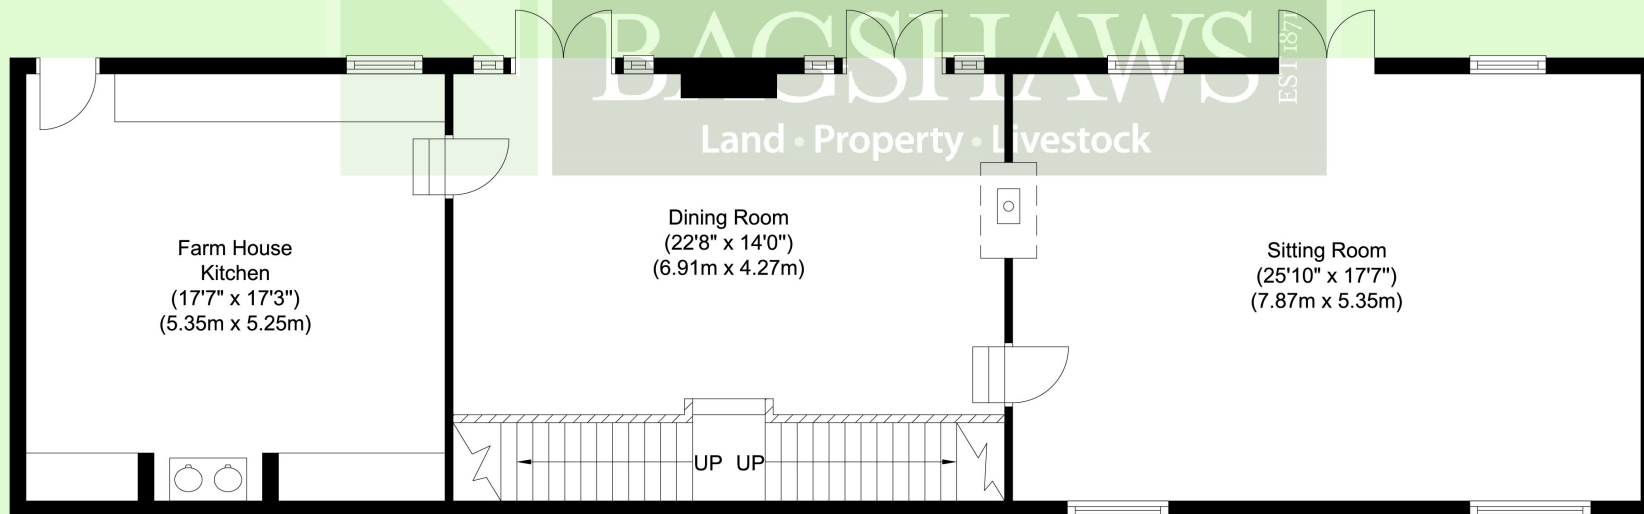 BAGSHAWS
EST 1871
Land • Property • Livestock
Farm House
Kitchen
(17'7" x 17'3")
(5.35m x 5.25m)
Dining Room
(22'8" x 14'0")
(6.91m x 4.27m)
Sitting Room
(25'10" x 17'7")
(7.87m x 5.35m)
UP UP